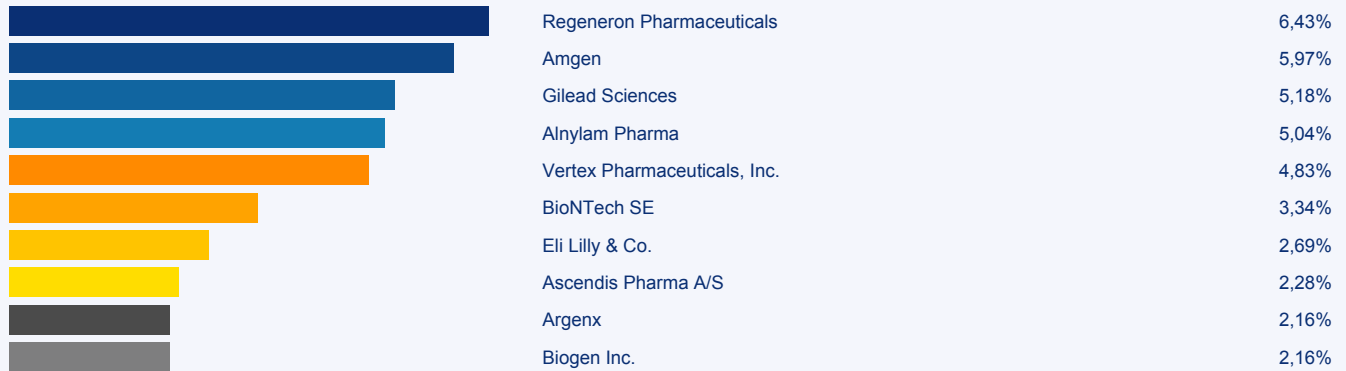 Regeneron Pharmaceuticals 6,43%
Amgen 5,97%
Gilead Sciences 5,18%
Alnylam Pharma 5,04%
Vertex Pharmaceuticals, Inc. 4,83%
BioNTech SE 3,34%
Eli Lilly & Co. 2,69%
Ascendis Pharma A/S 2,28%
Argenx 2,16%
Biogen Inc. 2,16%